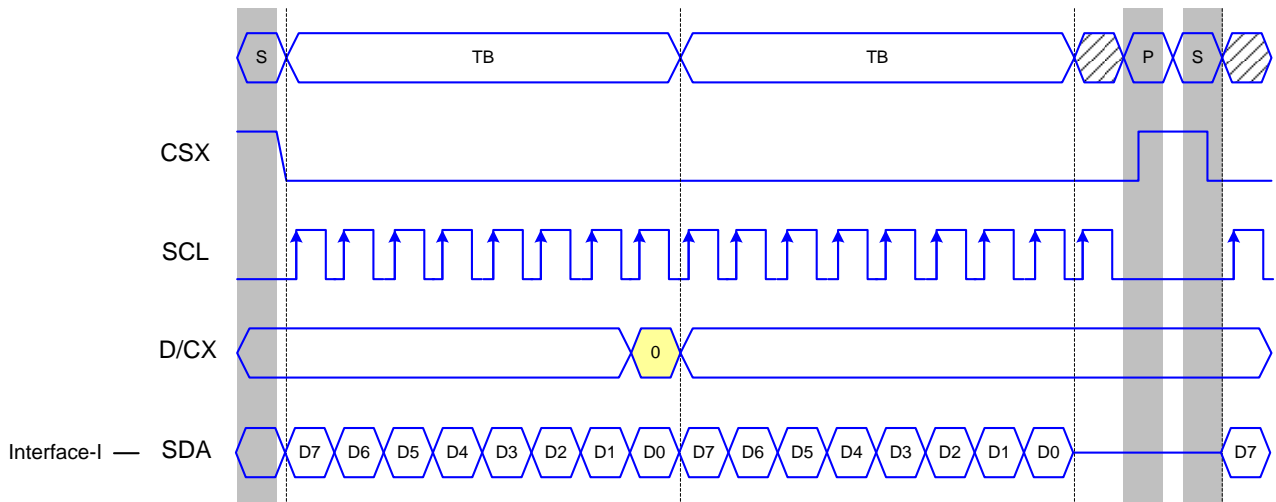 S TB TB P S
CSX
SCL
D/CX 0
Interface-I SDA D7 D6 D5 D4 D3 D2 D1 D0 D7 D6 D5 D4 D3 D2 D1 D0 D7